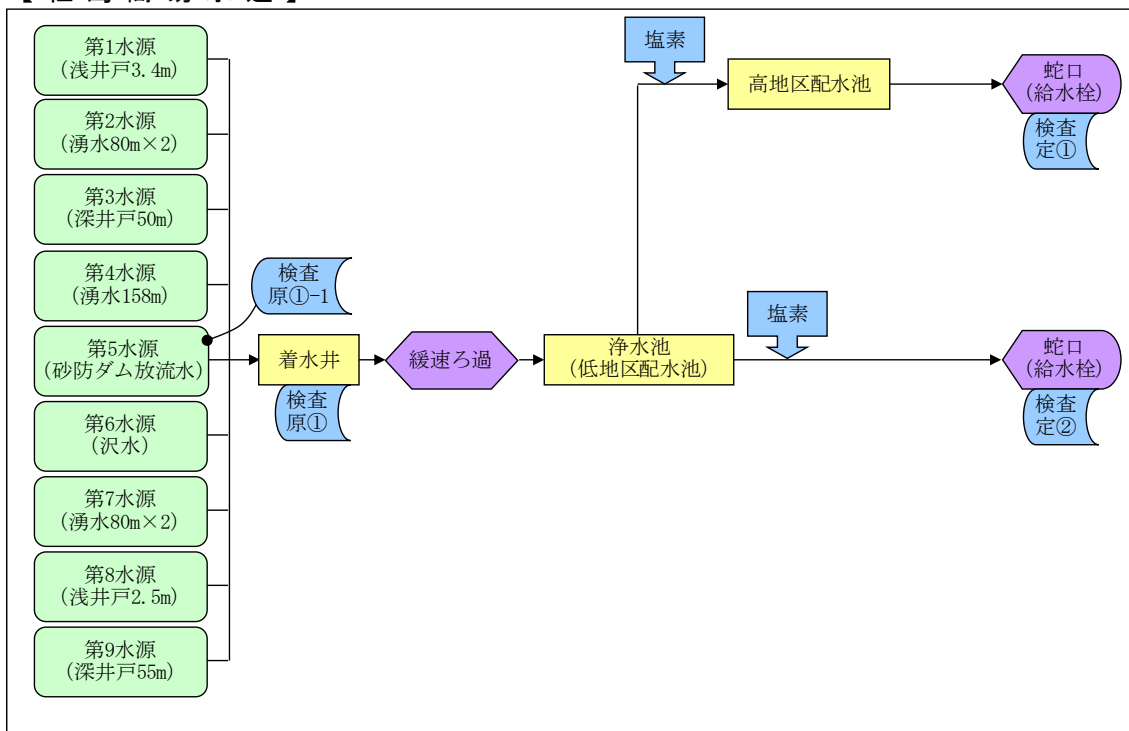 第1水源
(浅井戸3.4m)
第2水源
(湧水80m×2)
第3水源
(深井戸50m)
第4水源
(湧水158m)
第5水源
(砂防ダム放流水)
第6水源
(沢水)
第7水源
(湧水80m×2)
第8水源
(浅井戸2.5m)
第9水源
(深井戸55m)
検査
原①-1
着水井
検査
原①
緩速ろ過
浄水池
(低地区配水池)
塩素
高地区配水池
蛇口
(給水栓)
検査
定①
塩素
蛇口
(給水栓)
検査
定②